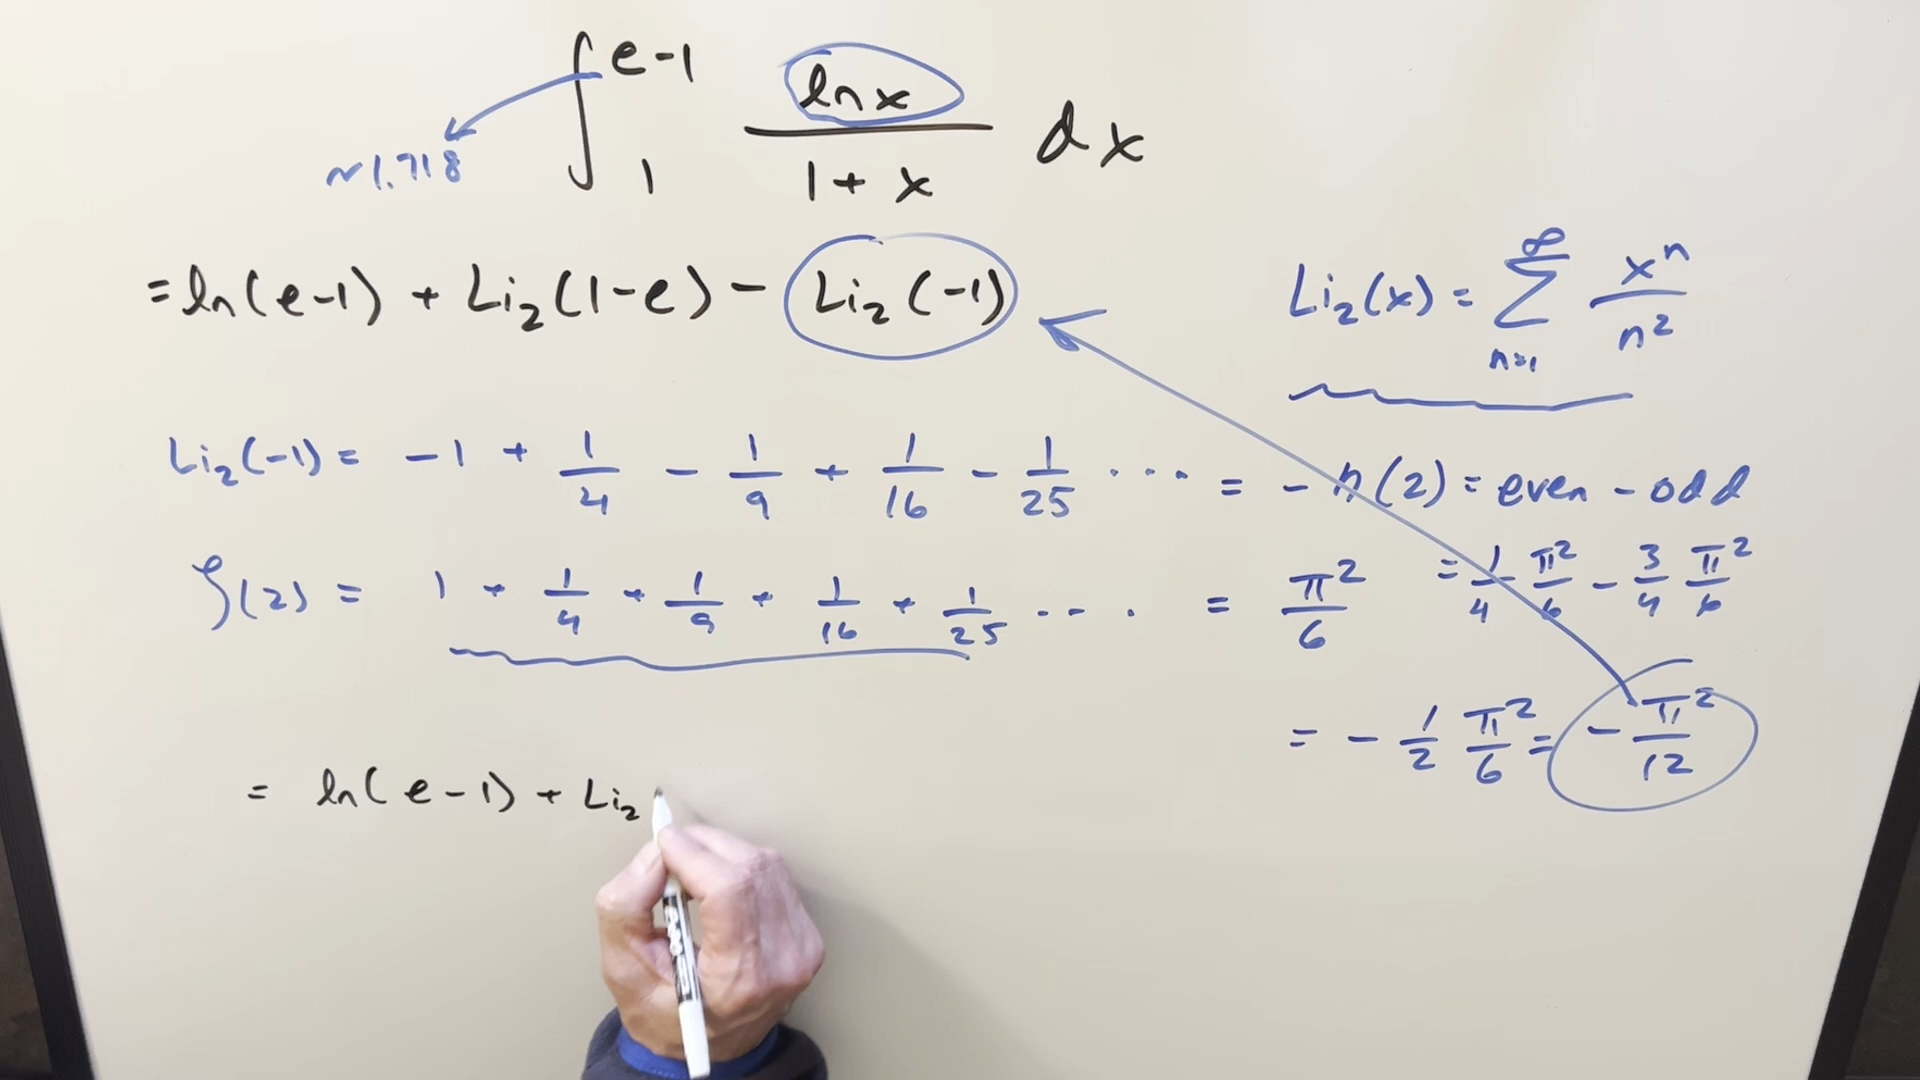 ∫₁^{e-1} ln x / (1 + x) dx
~1.718
= ln(e-1) + Li₂(1-e) - Li₂(-1)
Li₂(x) = ∑_{n=1}^{∞} xⁿ / n²
Li₂(-1) = -1 + 1/4 - 1/9 + 1/16 - 1/25 ... = - η(2) = even - odd
= 1/4 π²/6 - 3/4 π²/6
ζ(2) = 1 + 1/4 + 1/9 + 1/16 + 1/25 ... = π²/6
= - 1/2 π²/6 = - π²/12
= ln(e-1) + Li₂